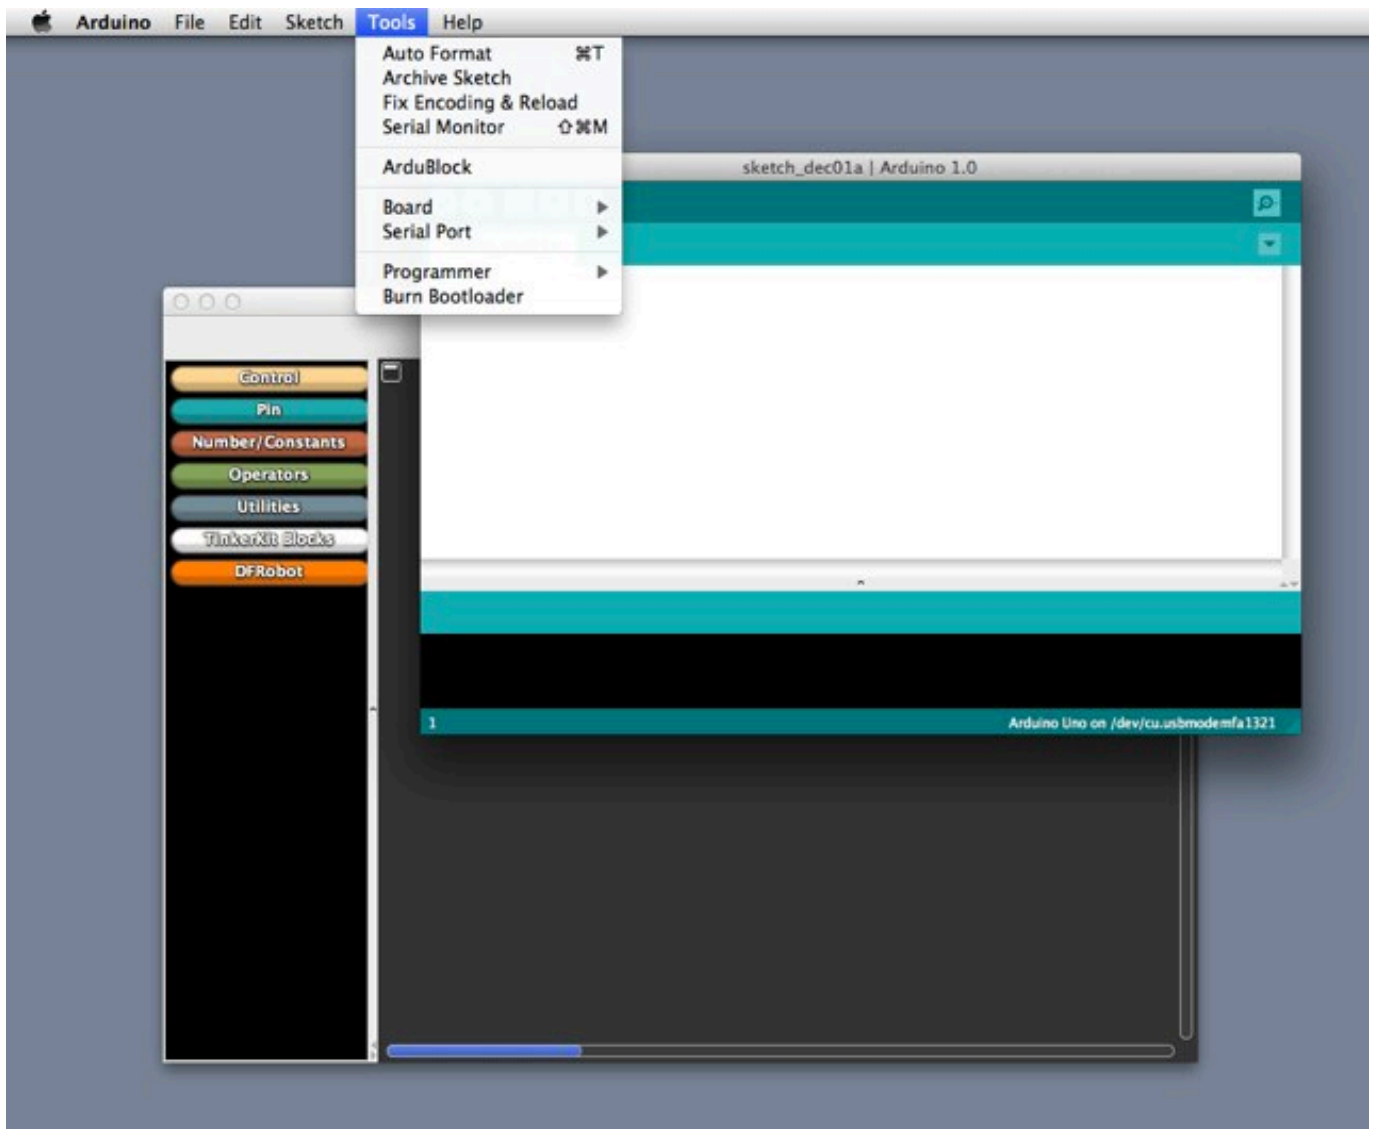 Arduino File Edit Sketch Tools Help
Auto Format ⌘T
Archive Sketch
Fix Encoding & Reload
Serial Monitor ⇧⌘M
ArduBlock
Board
Serial Port
Programmer
Burn Bootloader
sketch_dec01a | Arduino 1.0
Control
Pin
Number/Constants
Operators
Utilities
TinkerKit Blocks
DFRobot
1 Arduino Uno on /dev/cu.usbmodemfa1321